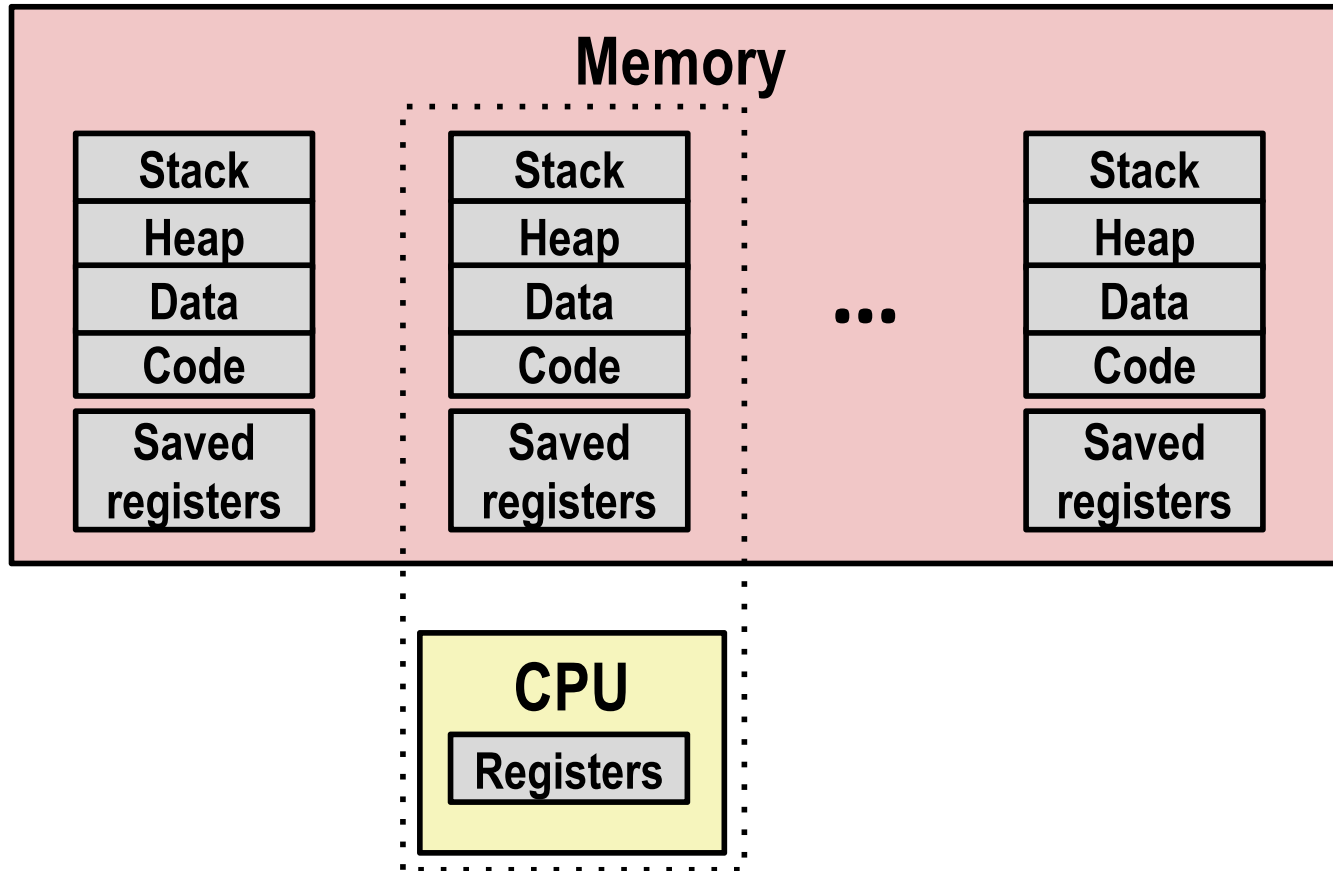 Memory
Stack
Heap
Data
Code
Saved
registers
Stack
Heap
Data
Code
Saved
registers
...
Stack
Heap
Data
Code
Saved
registers
CPU
Registers